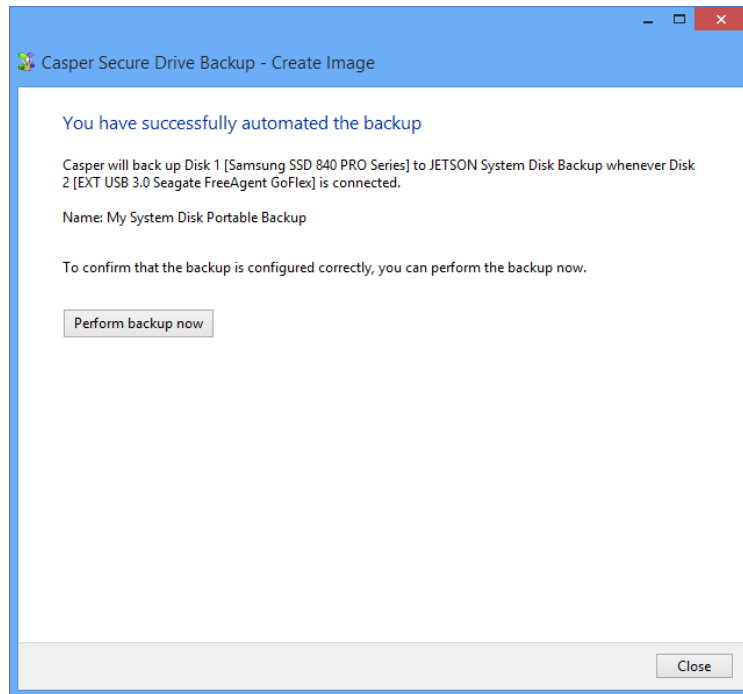 Casper Secure Drive Backup - Create Image
You have successfully automated the backup
Casper will back up Disk 1 [Samsung SSD 840 PRO Series] to JETSON System Disk Backup whenever Disk
2 [EXT USB 3.0 Seagate FreeAgent GoFlex] is connected.
Name: My System Disk Portable Backup
To confirm that the backup is configured correctly, you can perform the backup now.
Perform backup now
Close